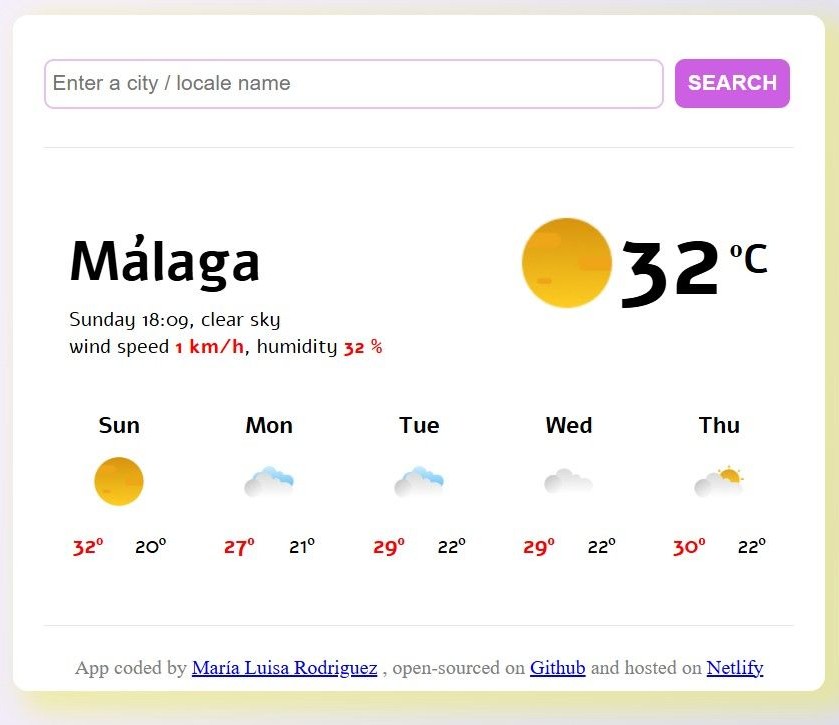 Enter a city / locale name
SEARCH
Málaga
32 ºC
Sunday 18:09, clear sky
wind speed 1 km/h, humidity 32 %
Sun Mon Tue Wed Thu
32º 20º 27º 21º 29º 22º 29º 22º 30º 22º
App coded by María Luisa Rodriguez , open-sourced on Github and hosted on Netlify